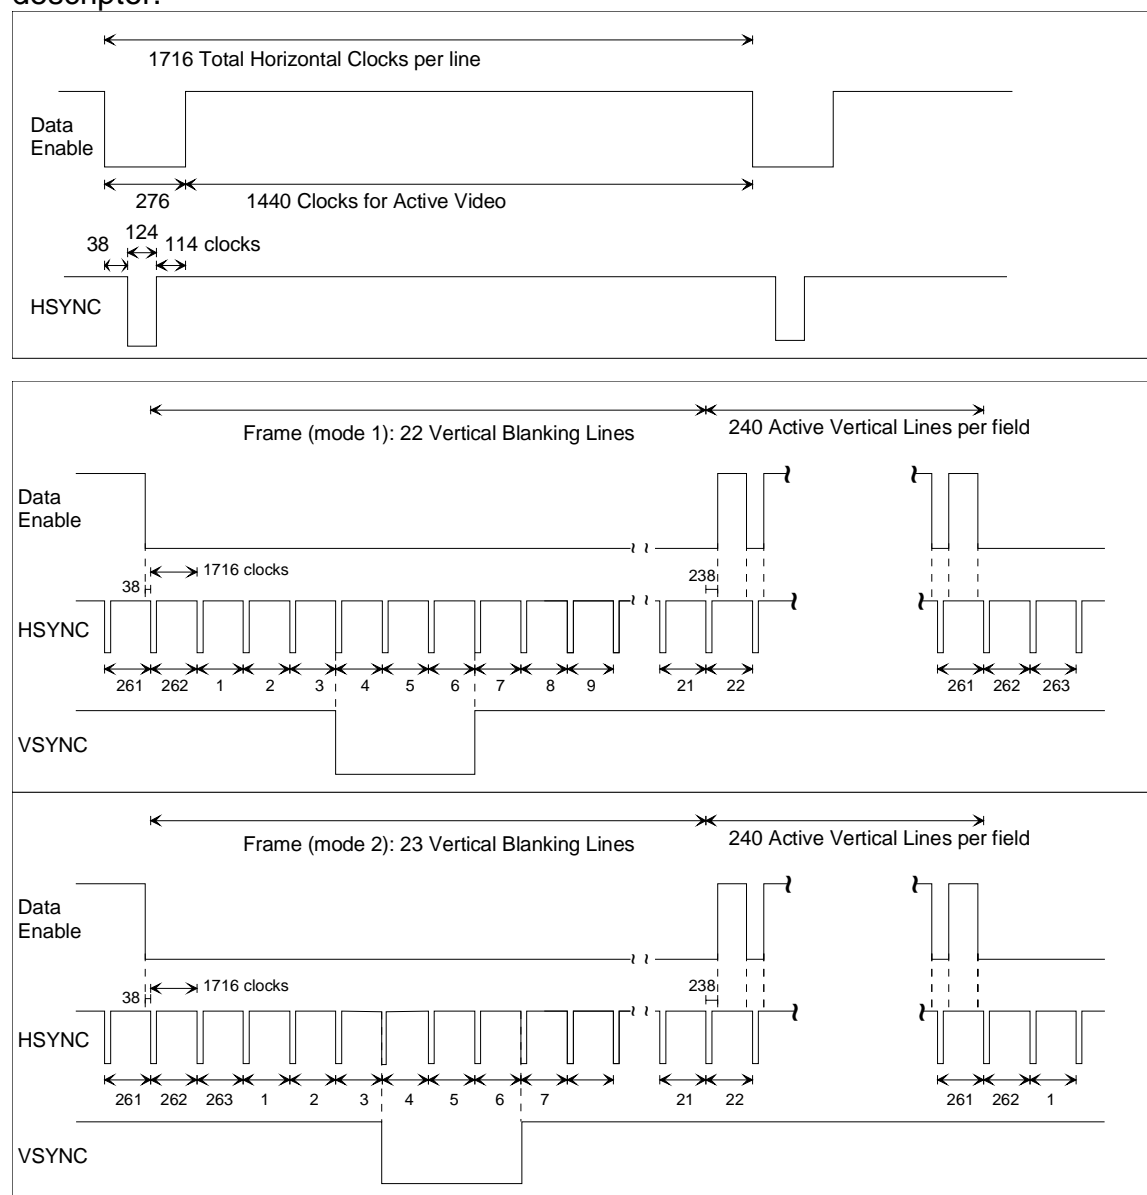 descriptor.
1716 Total Horizontal Clocks per line
Data
Enable
276
1440 Clocks for Active Video
124
38
114 clocks
HSYNC
Frame (mode 1): 22 Vertical Blanking Lines
240 Active Vertical Lines per field
Data
Enable
1716 clocks
38
238
HSYNC
261 262 1 2 3 4 5 6 7 8 9 21 22 261 262 263
VSYNC
Frame (mode 2): 23 Vertical Blanking Lines
240 Active Vertical Lines per field
Data
Enable
1716 clocks
38
238
HSYNC
261 262 263 1 2 3 4 5 6 7 21 22 261 262 1
VSYNC